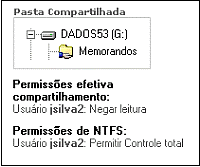 Pasta Compartilhada
DADOS53 (G:)
Memorandos
Permissões efetiva
compartilhamento:
Usuário jsilva2: Negar leitura
Permissões de NTFS:
Usuário jsilva2: Permitir Controle total